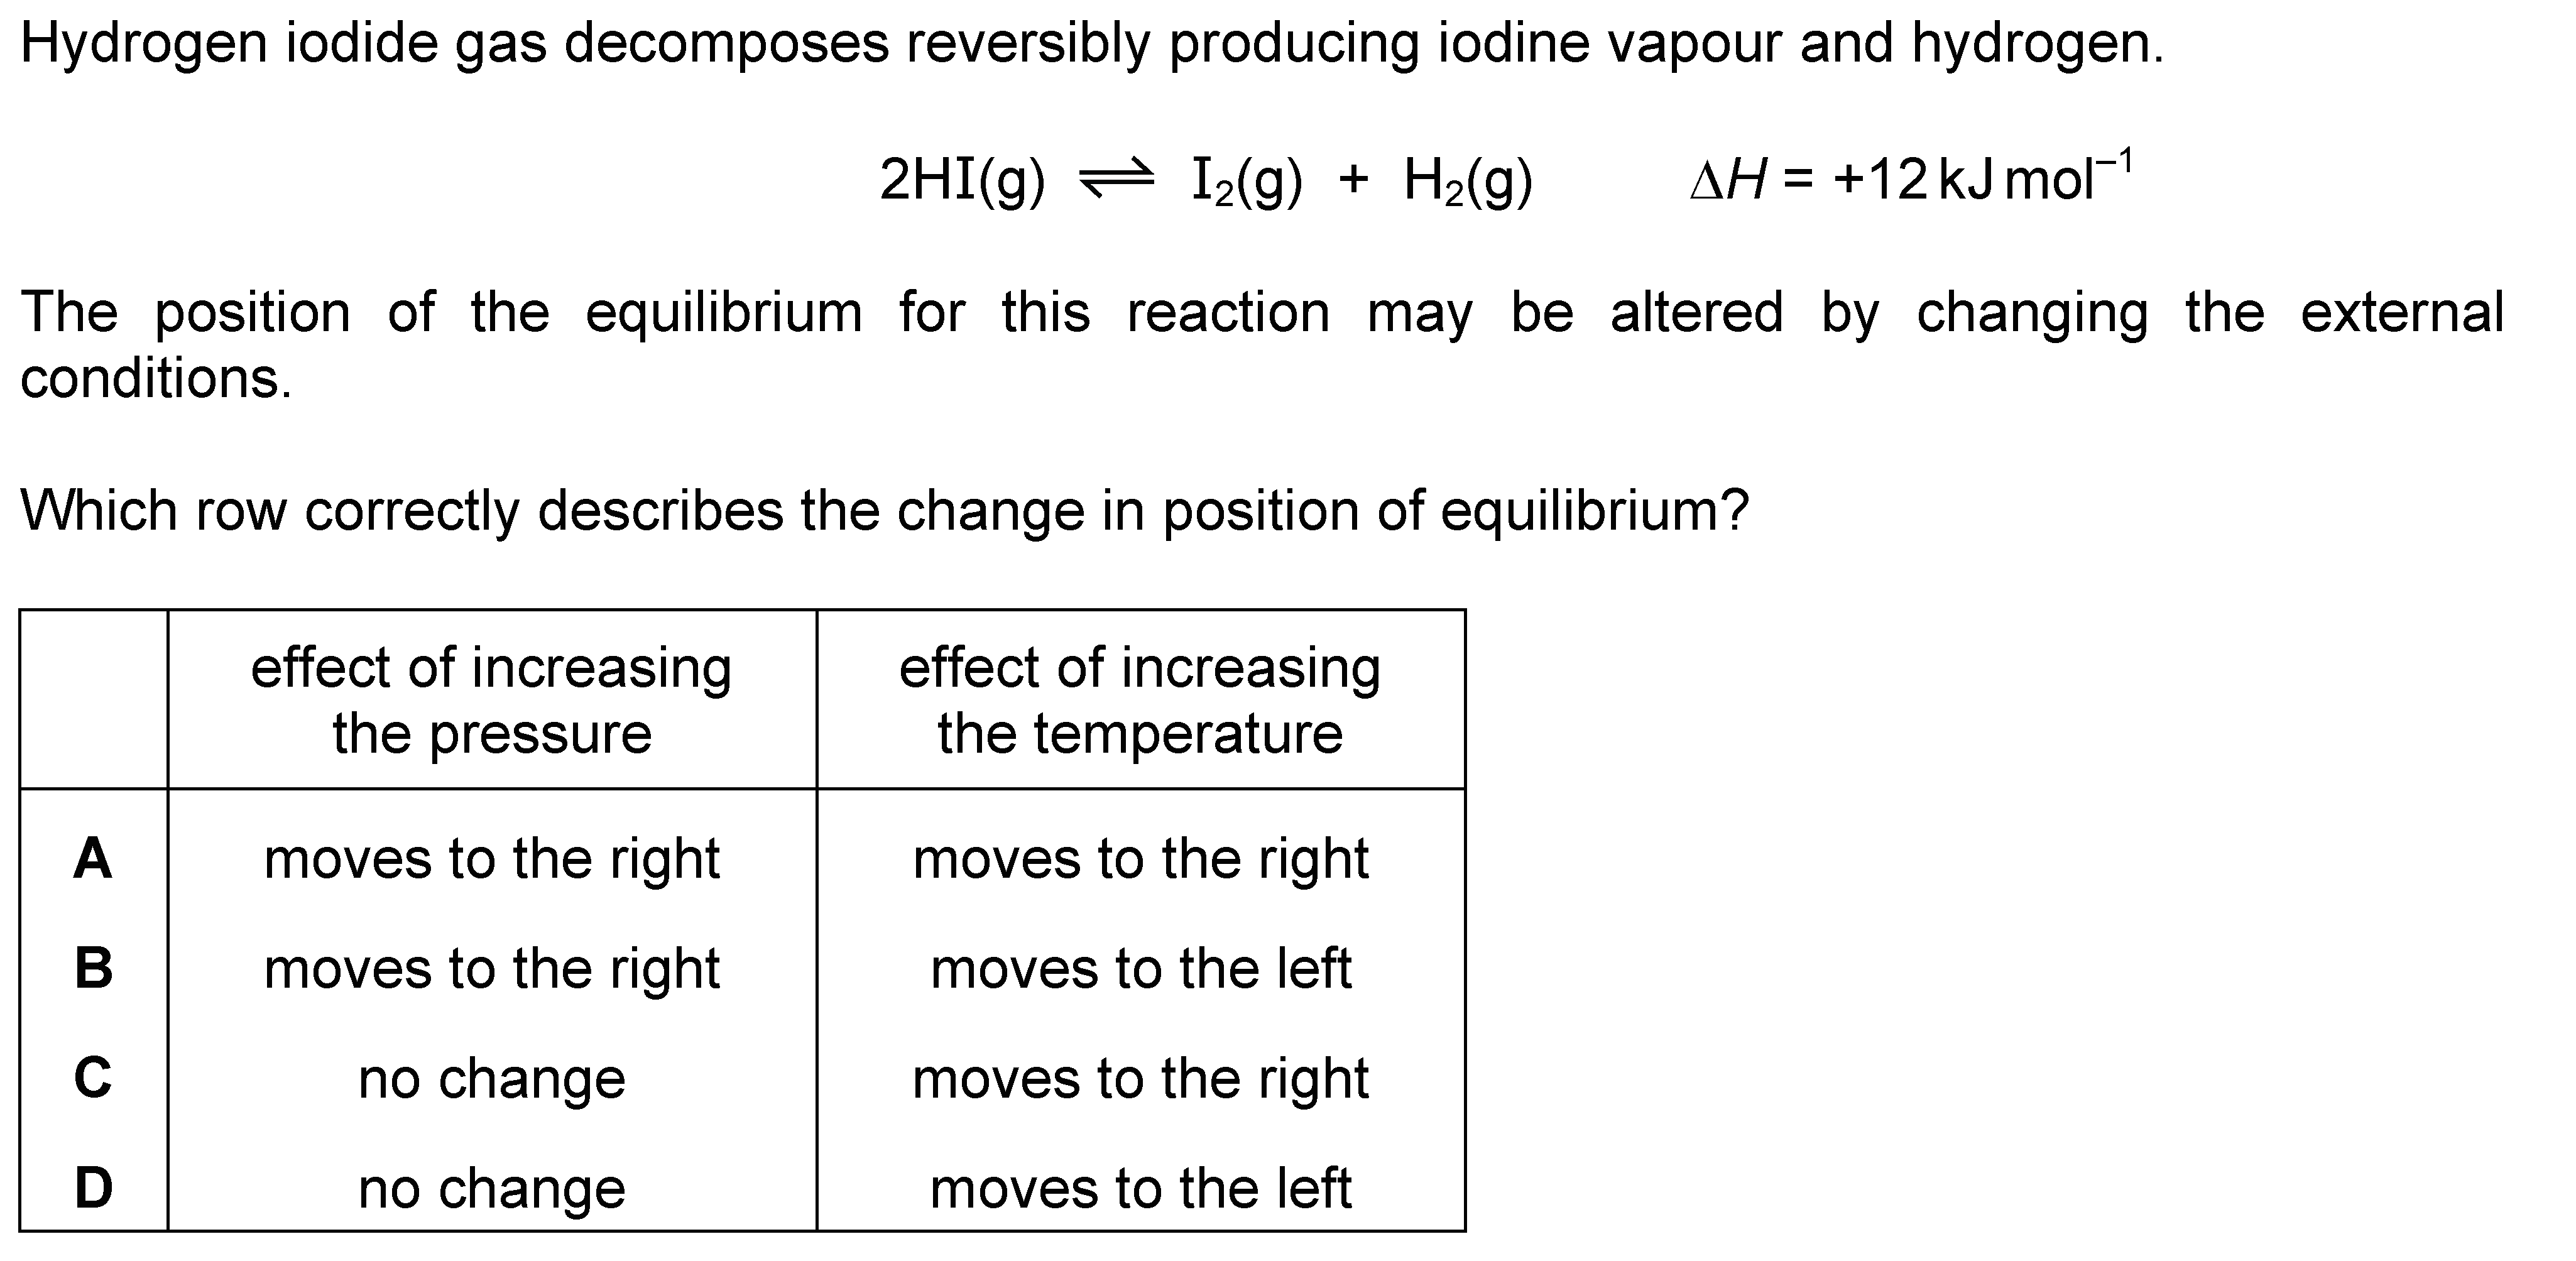 Hydrogen iodide gas decomposes reversibly producing iodine vapour and hydrogen.
2HI(g) ⇌ I₂(g) + H₂(g) ΔH = +12 kJ mol⁻¹
The position of the equilibrium for this reaction may be altered by changing the external
conditions.
Which row correctly describes the change in position of equilibrium?
effect of increasing the pressure effect of increasing the temperature
A moves to the right moves to the right
B moves to the right moves to the left
C no change moves to the right
D no change moves to the left